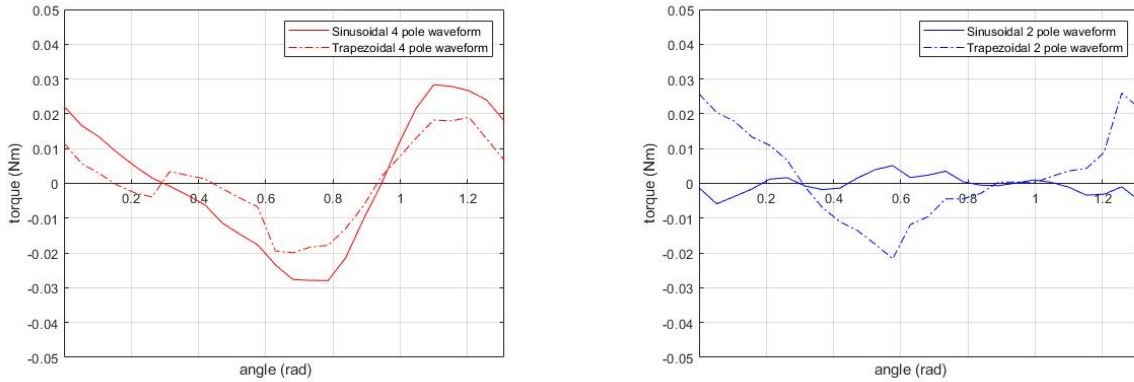 0.05
0.04
0.03
0.02
0.01
0
-0.01
-0.02
-0.03
-0.04
-0.05
torque (Nm)
0.2 0.4 0.6 0.8 1 1.2
angle (rad)
Sinusoidal 4 pole waveform
Trapezoidal 4 pole waveform
0.05
0.04
0.03
0.02
0.01
0
-0.01
-0.02
-0.03
-0.04
-0.05
torque (Nm)
0.2 0.4 0.6 0.8 1 1.2
angle (rad)
Sinusoidal 2 pole waveform
Trapezoidal 2 pole waveform